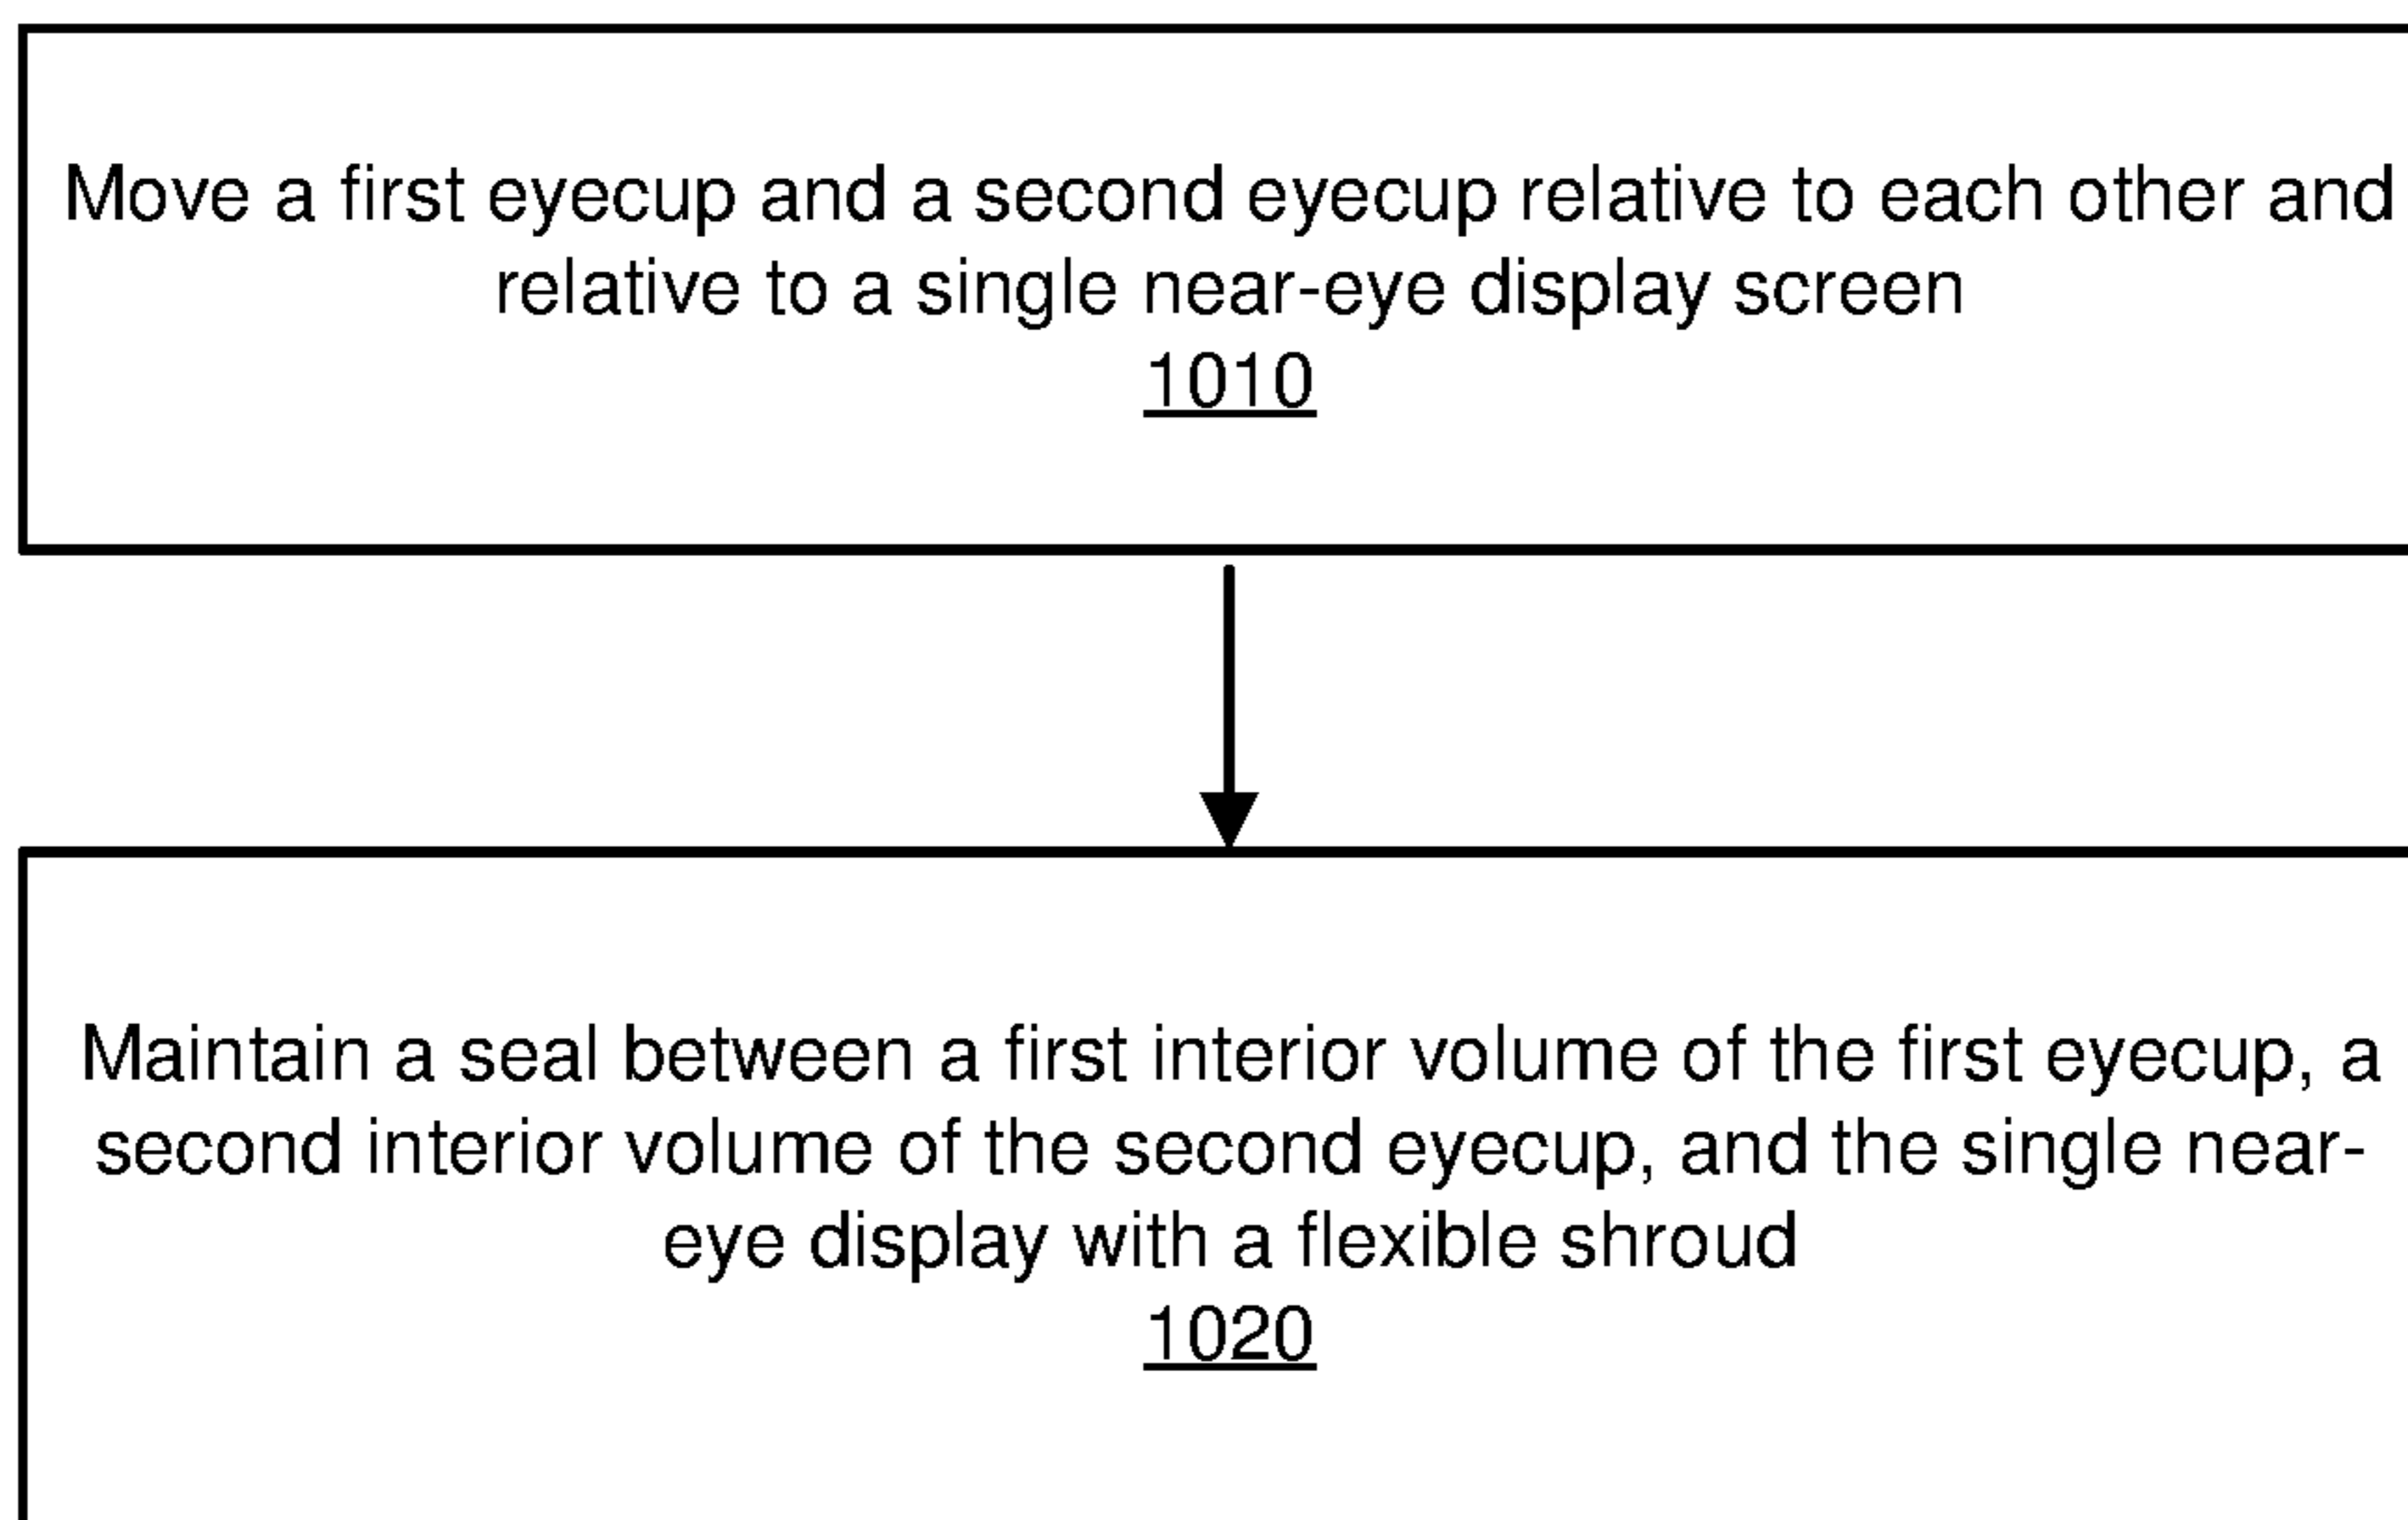 Move a first eyecup and a second eyecup relative to each other and
relative to a single near-eye display screen
1010
Maintain a seal between a first interior volume of the first eyecup, a
second interior volume of the second eyecup, and the single near-
eye display with a flexible shroud
1020